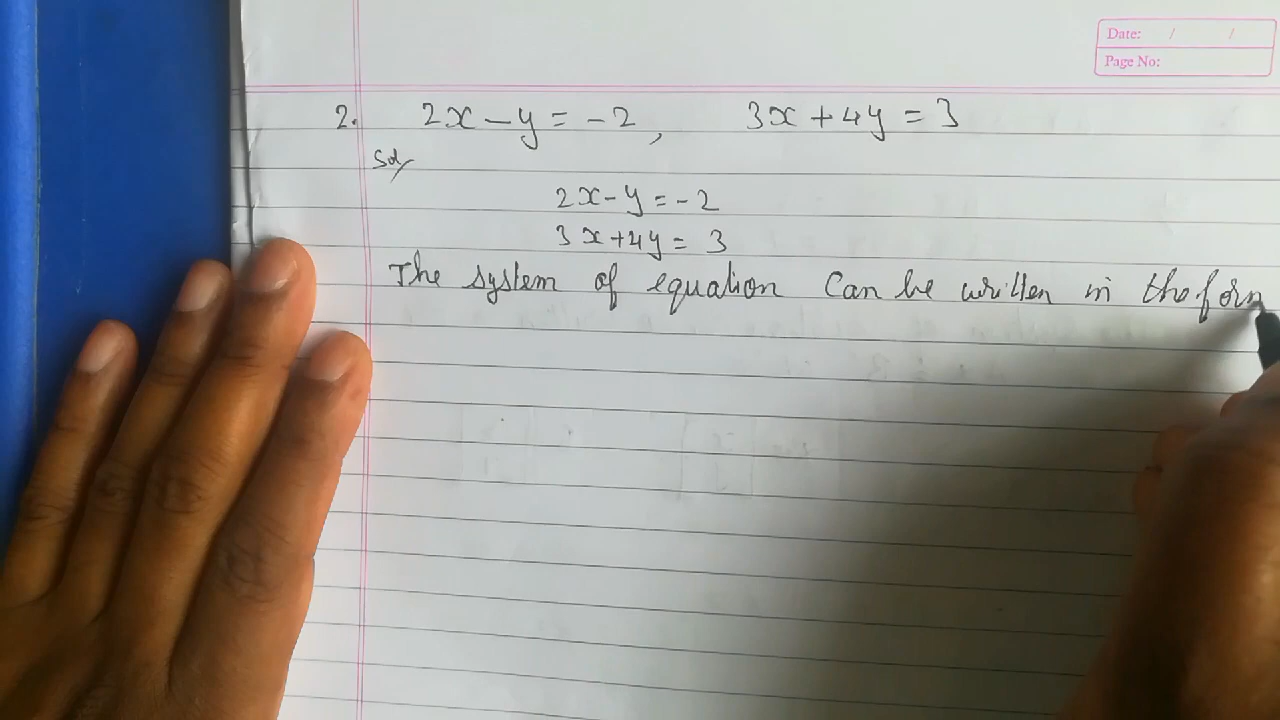 Date: / /
Page No:
2. 2x - y = -2, 3x + 4y = 3
Sol/
2x - y = -2
3x + 4y = 3
The system of equation Can be written in the form